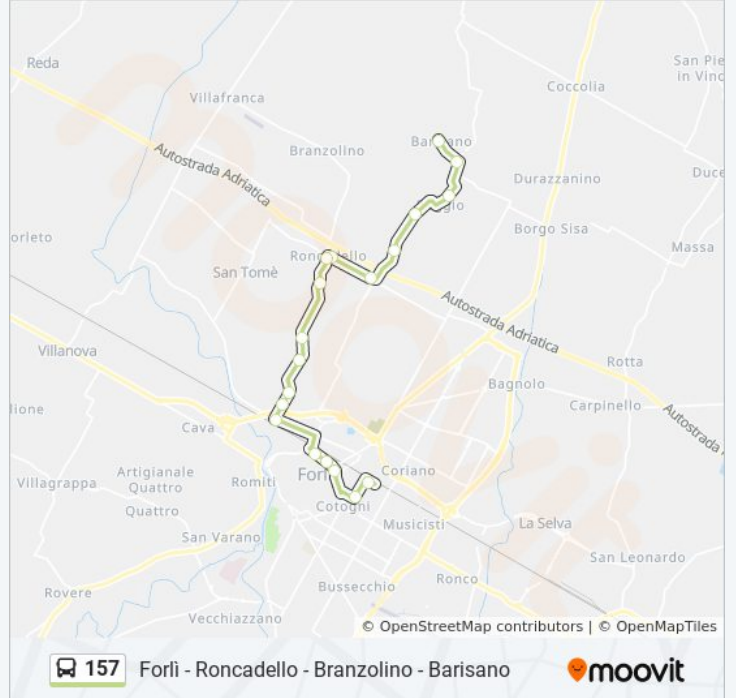 San Pie
in Vinc
Reda
Coccolia
Villafranca
Autostrada Adriatica
Branzolino
Durazzanino
Duce
Borgo Sisa
orleto
Massa
San Tomè
Autostrada Adriatica
Villanova
Rotta
Bagnolo
Carpinello
lione
Autostrada
Cava
Coriano
Artigianale
Quattro
Villagrappa
Romiti
Quattro
Cotogni
Musicisti
La Selva
San Varano
San Leonardo
Ronco
Bussecchio
Rovere
Vecchiazzano
© OpenStreetMap contributors | © OpenMapTiles
157 Forlì - Roncadello - Branzolino - Barisano moovit